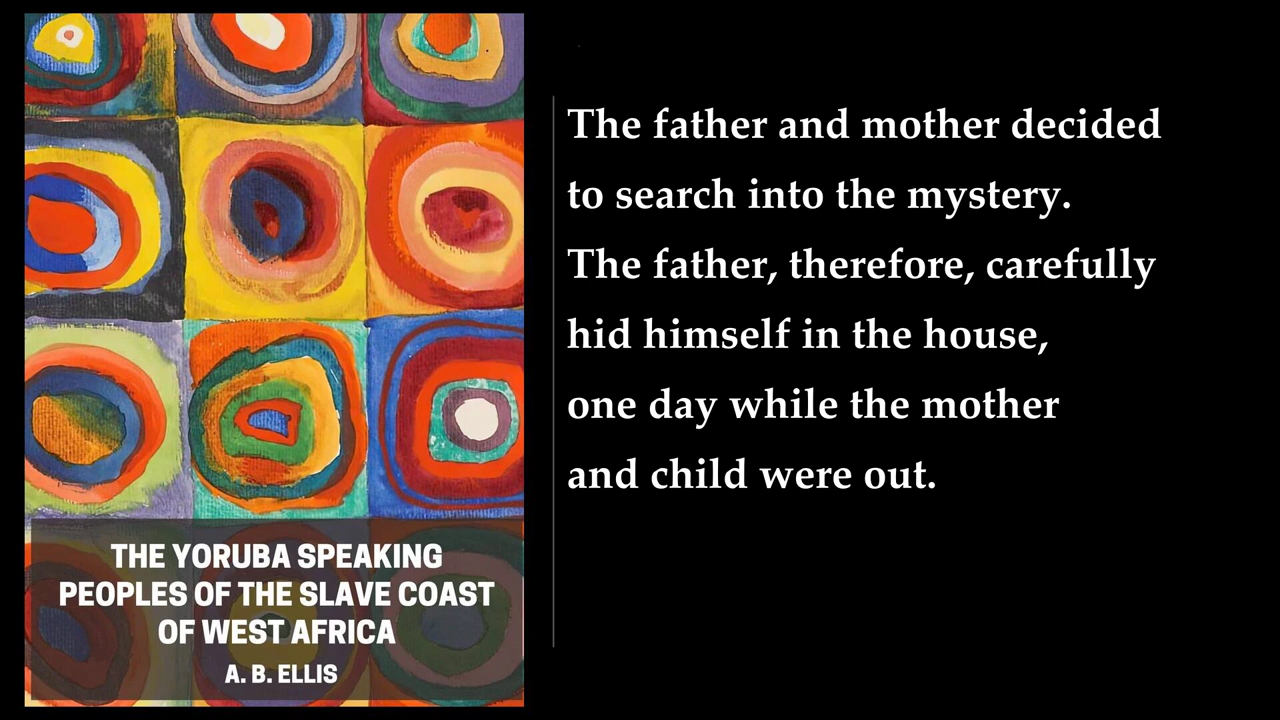 The father and mother decided
to search into the mystery.
The father, therefore, carefully
hid himself in the house,
one day while the mother
and child were out.
THE YORUBA SPEAKING
PEOPLES OF THE SLAVE COAST
OF WEST AFRICA
A. B. ELLIS